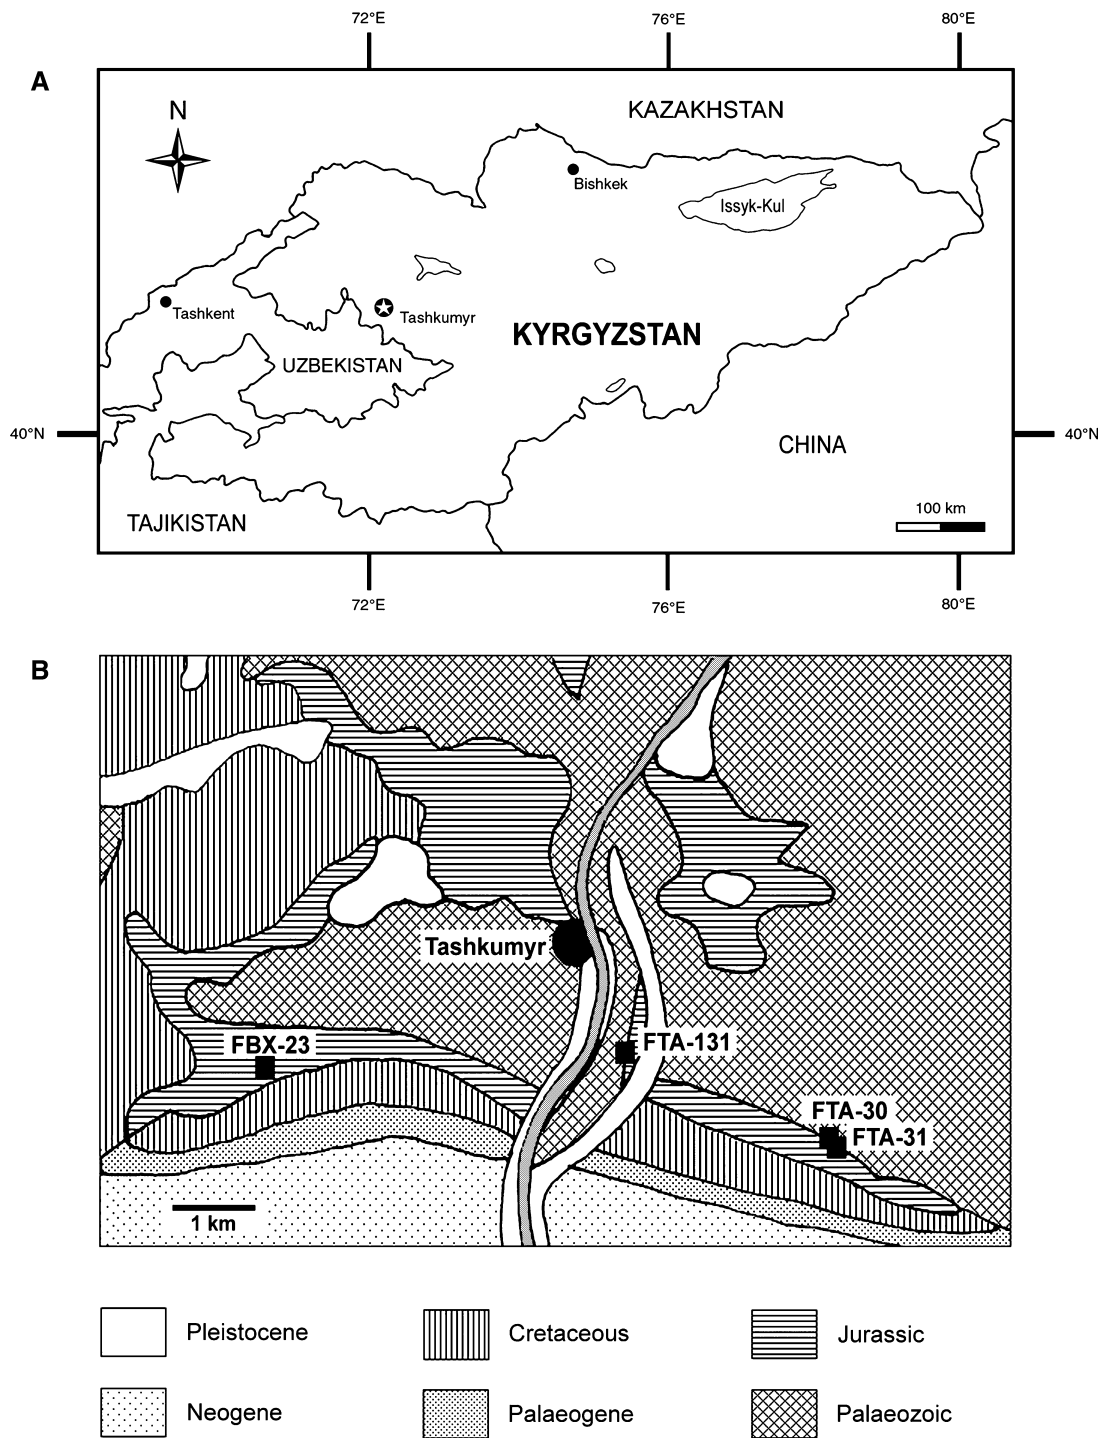 72°E 76°E 80°E
A
KAZAKHSTAN
N
Bishkek
Issyk-Kul
Tashkent
Tashkumyr
KYRGYZSTAN
UZBEKISTAN
40°N 40°N
CHINA
100 km
TAJIKISTAN
72°E 76°E 80°E
B
Tashkumyr
FBX-23
FTA-131
FTA-30
FTA-31
1 km
Pleistocene Cretaceous Jurassic
Neogene Palaeogene Palaeozoic